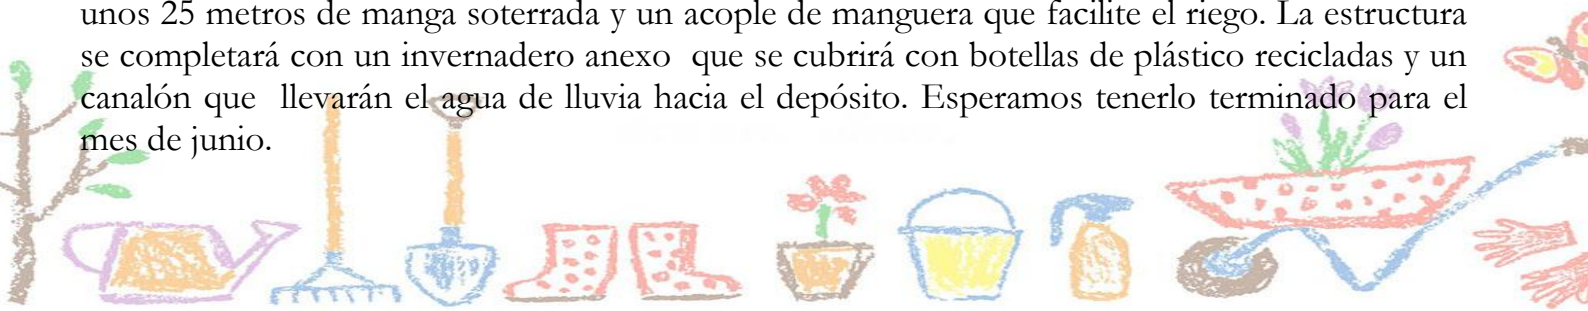 unos 25 metros de manga soterrada y un acople de manguera que facilite el riego. La estructura
se completará con un invernadero anexo que se cubrirá con botellas de plástico recicladas y un
canalón que llevarán el agua de lluvia hacia el depósito. Esperamos tenerlo terminado para el
mes de junio.